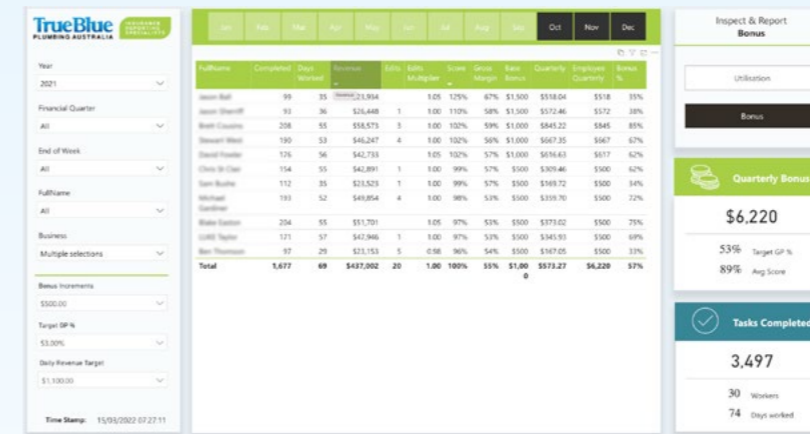 TrueBlue
PLUMBING AUSTRALIA
INSURANCE
REPORTING
SPECIALISTS
Year
2021
Financial Quarter
All
End of Week
All
FullName
All
Business
Multiple selections
Bonus Increments
$500.00
Target GP %
53.00%
Daily Revenue Target
$1,100.00
Time Stamp: 15/03/2022 07:27:11
Jan Feb Mar Apr May Jun Jul Aug Sep Oct Nov Dec
FullName Completed Days Worked Revenue Edits Edits Multiplier Score Gross Margin Base Bonus Quarterly Employee Quarterly Bonus %
99 35 Revenue 23,934 1.05 125% 67% $1,500 $518.04 $518 35%
93 36 $26,448 1 1.00 110% 58% $1,500 $572.46 $572 38%
208 55 $58,573 3 1.00 102% 59% $1,000 $845.22 $845 85%
190 53 $46,247 4 1.00 102% 56% $1,000 $667.35 $667 67%
176 56 $42,733 1.05 102% 57% $1,000 $616.63 $617 62%
154 55 $42,891 1 1.00 99% 57% $500 $309.46 $500 62%
112 35 $23,523 1 1.00 99% 57% $500 $169.72 $500 34%
193 52 $49,854 4 1.00 98% 53% $500 $359.70 $500 72%
204 55 $51,701 1.05 97% 53% $500 $373.02 $500 75%
121 57 $47,946 1 1.00 97% 53% $500 $345.93 $500 69%
97 29 $23,153 5 0.98 96% 54% $500 $167.05 $500 33%
Total 1,677 69 $437,002 20 1.00 100% 55% $1,000 $573.27 $6,220 57%
Inspect & Report
Bonus
Utilisation
Bonus
Quarterly Bonus
$6,220
53% Target GP %
89% Avg Score
Tasks Completed
3,497
30 Workers
74 Days worked